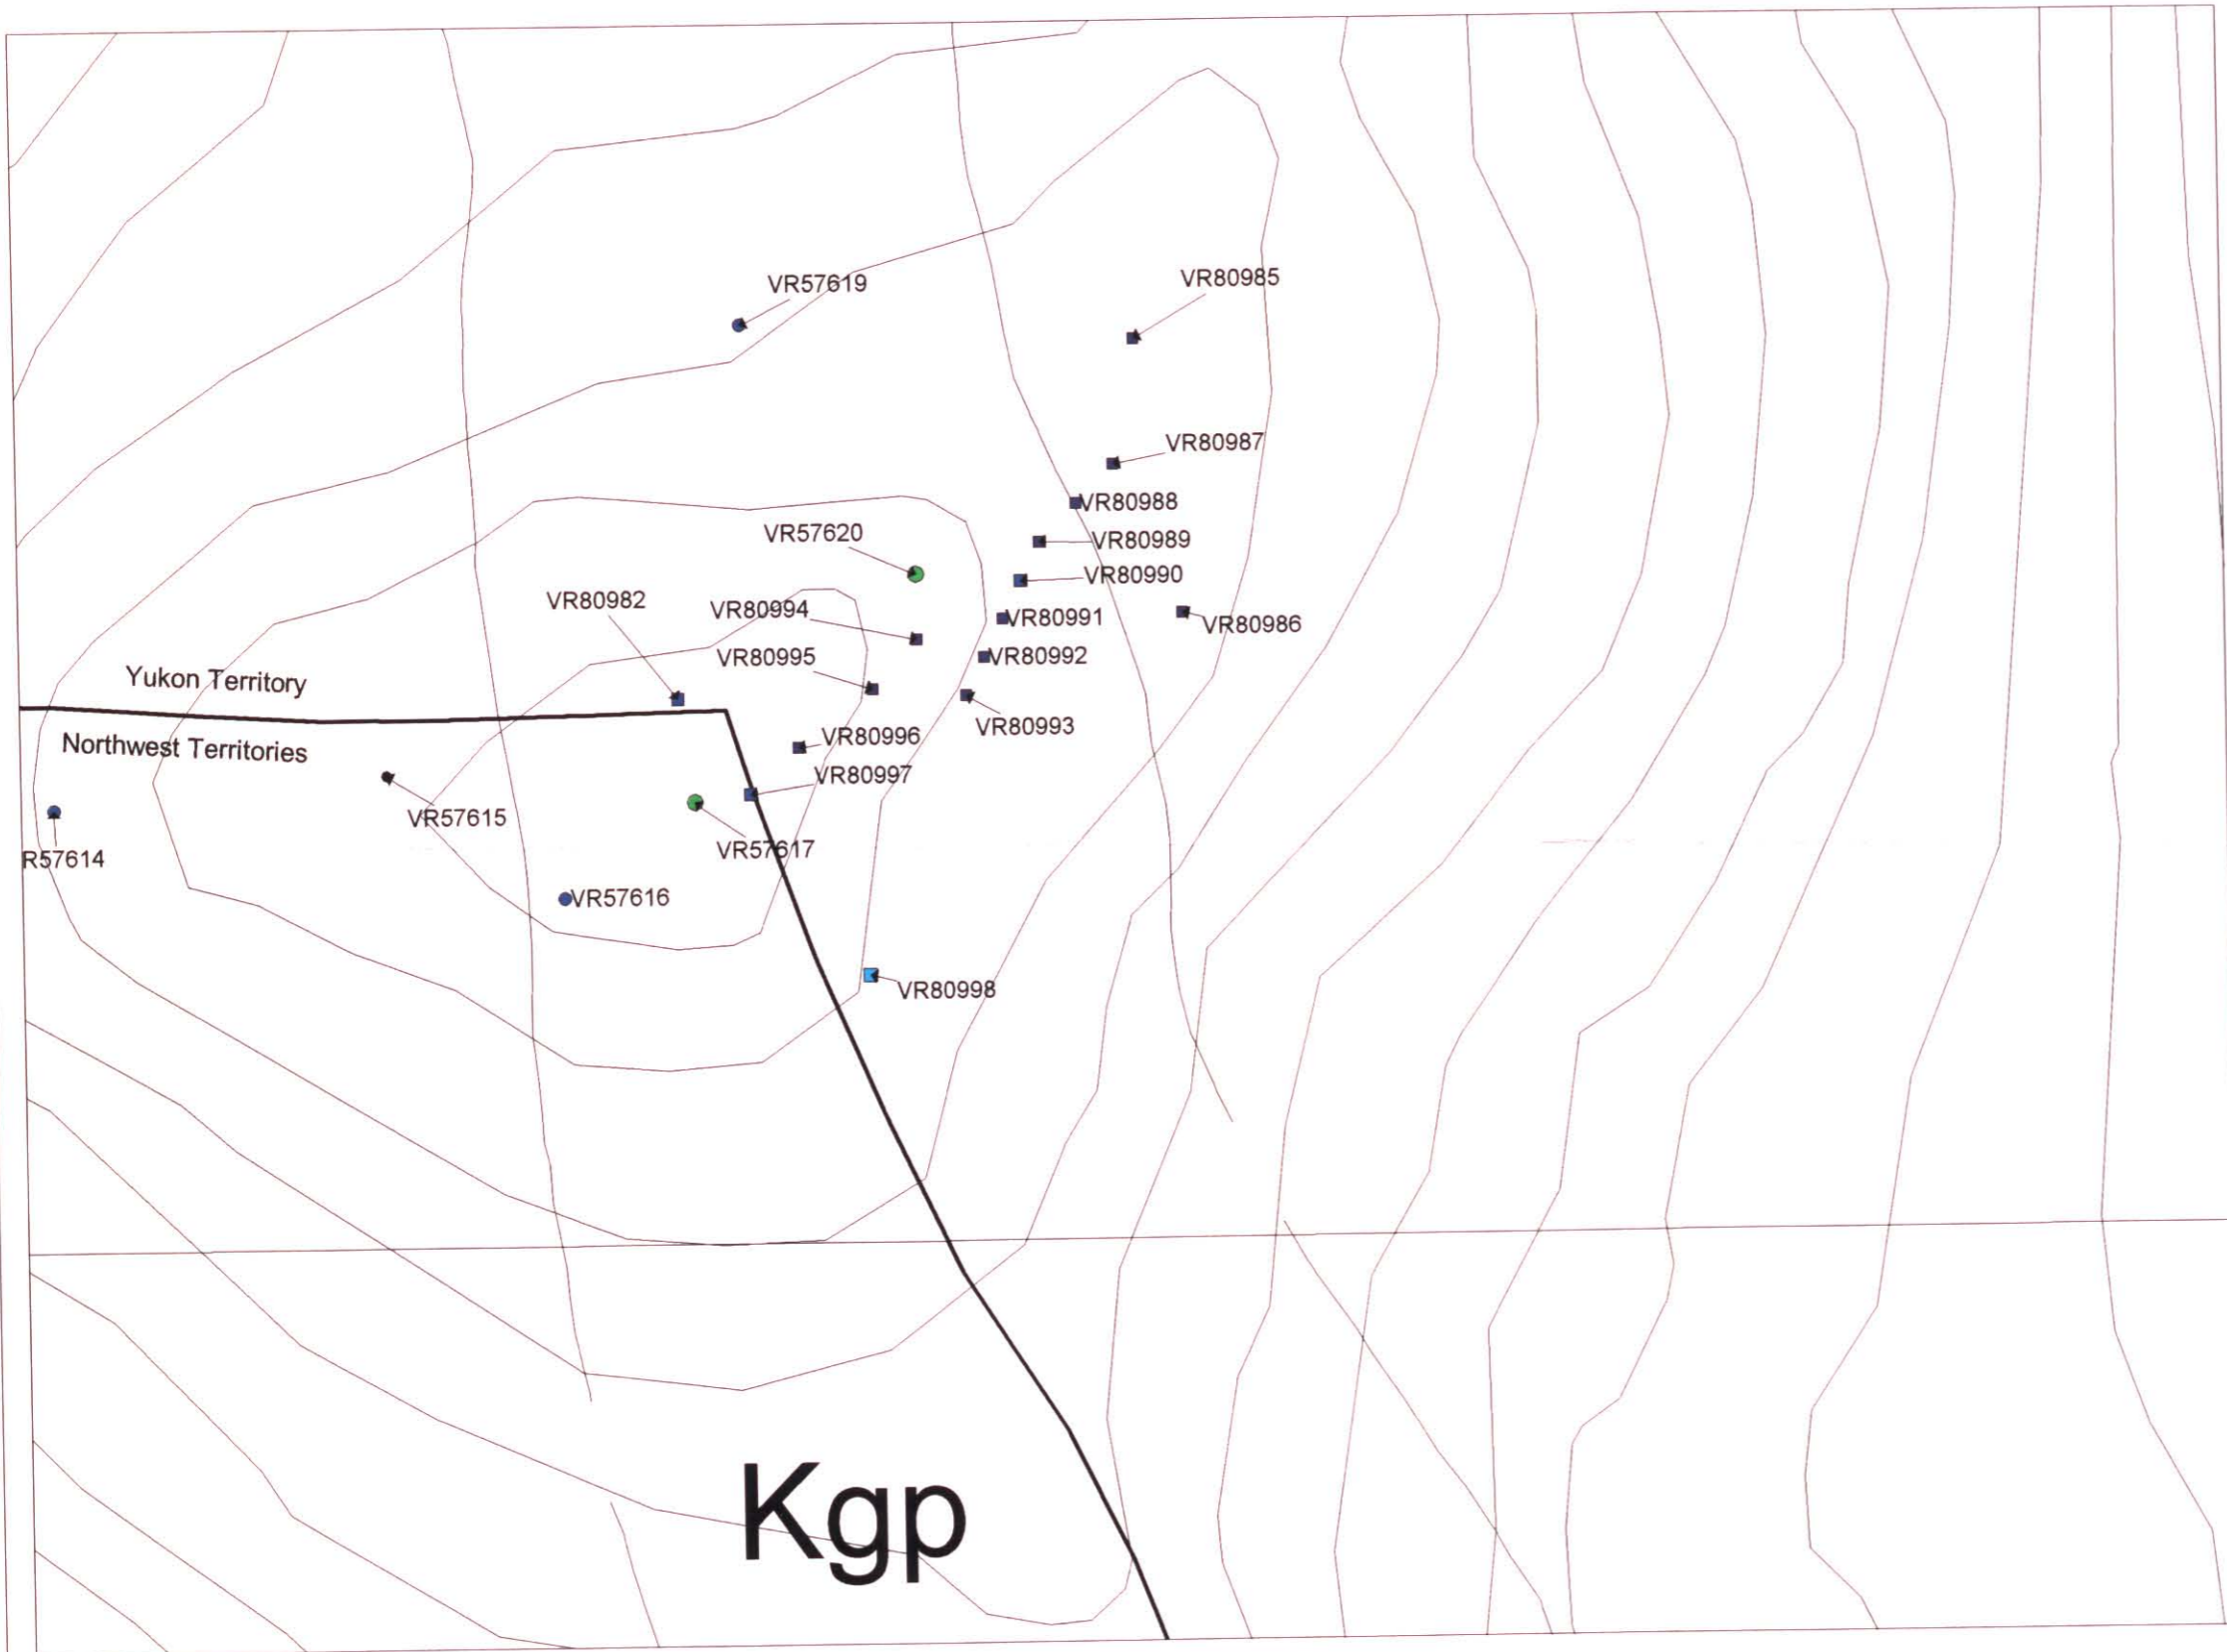 VR80985
VR57619
VR80987
VR80988
VR57620
VR80989
VR80990
VR80982
VR80994
VR80991
VR80986
VR80995
VR80992
Yukon Territory
VR80993
VR80996
Northwest Territories
VR80997
VR57615
VR57617
R57614
VR57616
VR80998
Kgp